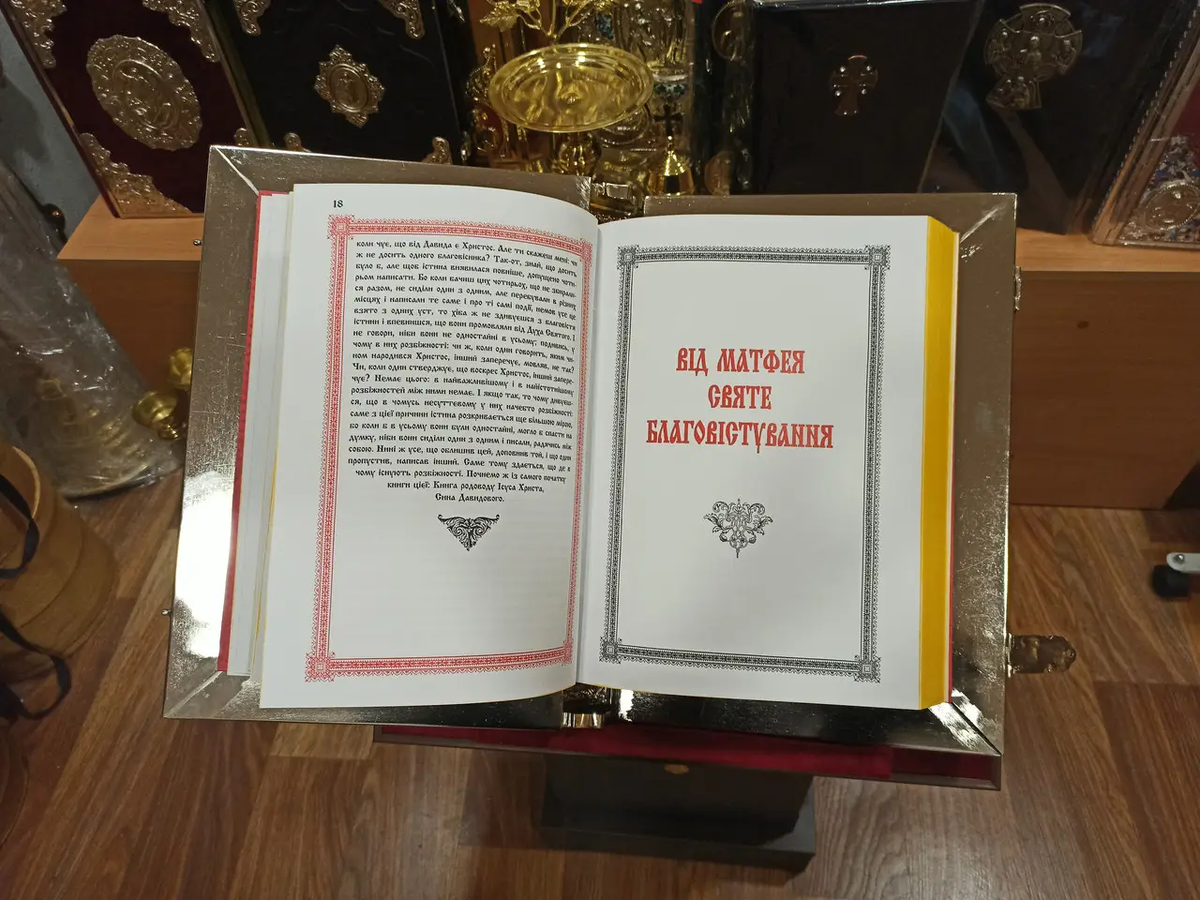 18
коли чує, що від Давида є Христос. Але ти скажеш мені: чи
ж не досить одного благовісника? Так-от, знай, що досить
було б, але щоб істина виявилася повніше, допущено чоти-
рьом написати. Бо коли бачиш цих чотирьох, що не збирали-
ся разом, не сиділи один з одним, але перебували в різних
місцях і написали те саме і про ті самі події, немов усе це
взято з одних уст, то хіба ж не здивуєшся з благовістя
істини і впевнишся, що вони промовляли від Духа Святого. І
не говори, ніби вони не одностайні в усьому; подивись, у
чому в них розбіжності: чи ж, коли один говорить, яким чи-
ном народився Христос, інший заперечує, мовляв, не так?
Чи, коли один стверджує, що воскрес Христос, інший запере-
чує? Немає цього: в найважливішому і в найістотнішому
розбіжностей між ними немає. І якщо так, то чому дивуєш-
ся, що в чомусь несуттєвому у них начебто розбіжності:
саме з цієї причини істина розкривається ще більшою мірою,
бо коли б в усьому вони були одностайні, могло б спасти на
думку, ніби вони сиділи один з одним і писали, радячись між
собою. Нині ж усе, що облишив цей, доповнив той, і що один
пропустив, написав інший. Саме тому здається, що де в
чому існують розбіжності. Почнемо ж із самого початку
книги цієї: Книга родоводу Ісуса Христа,
Сина Давидового.
ВІД МАТФЕЯ
СВЯТЕ
БЛАГОВІСТУВАННЯ